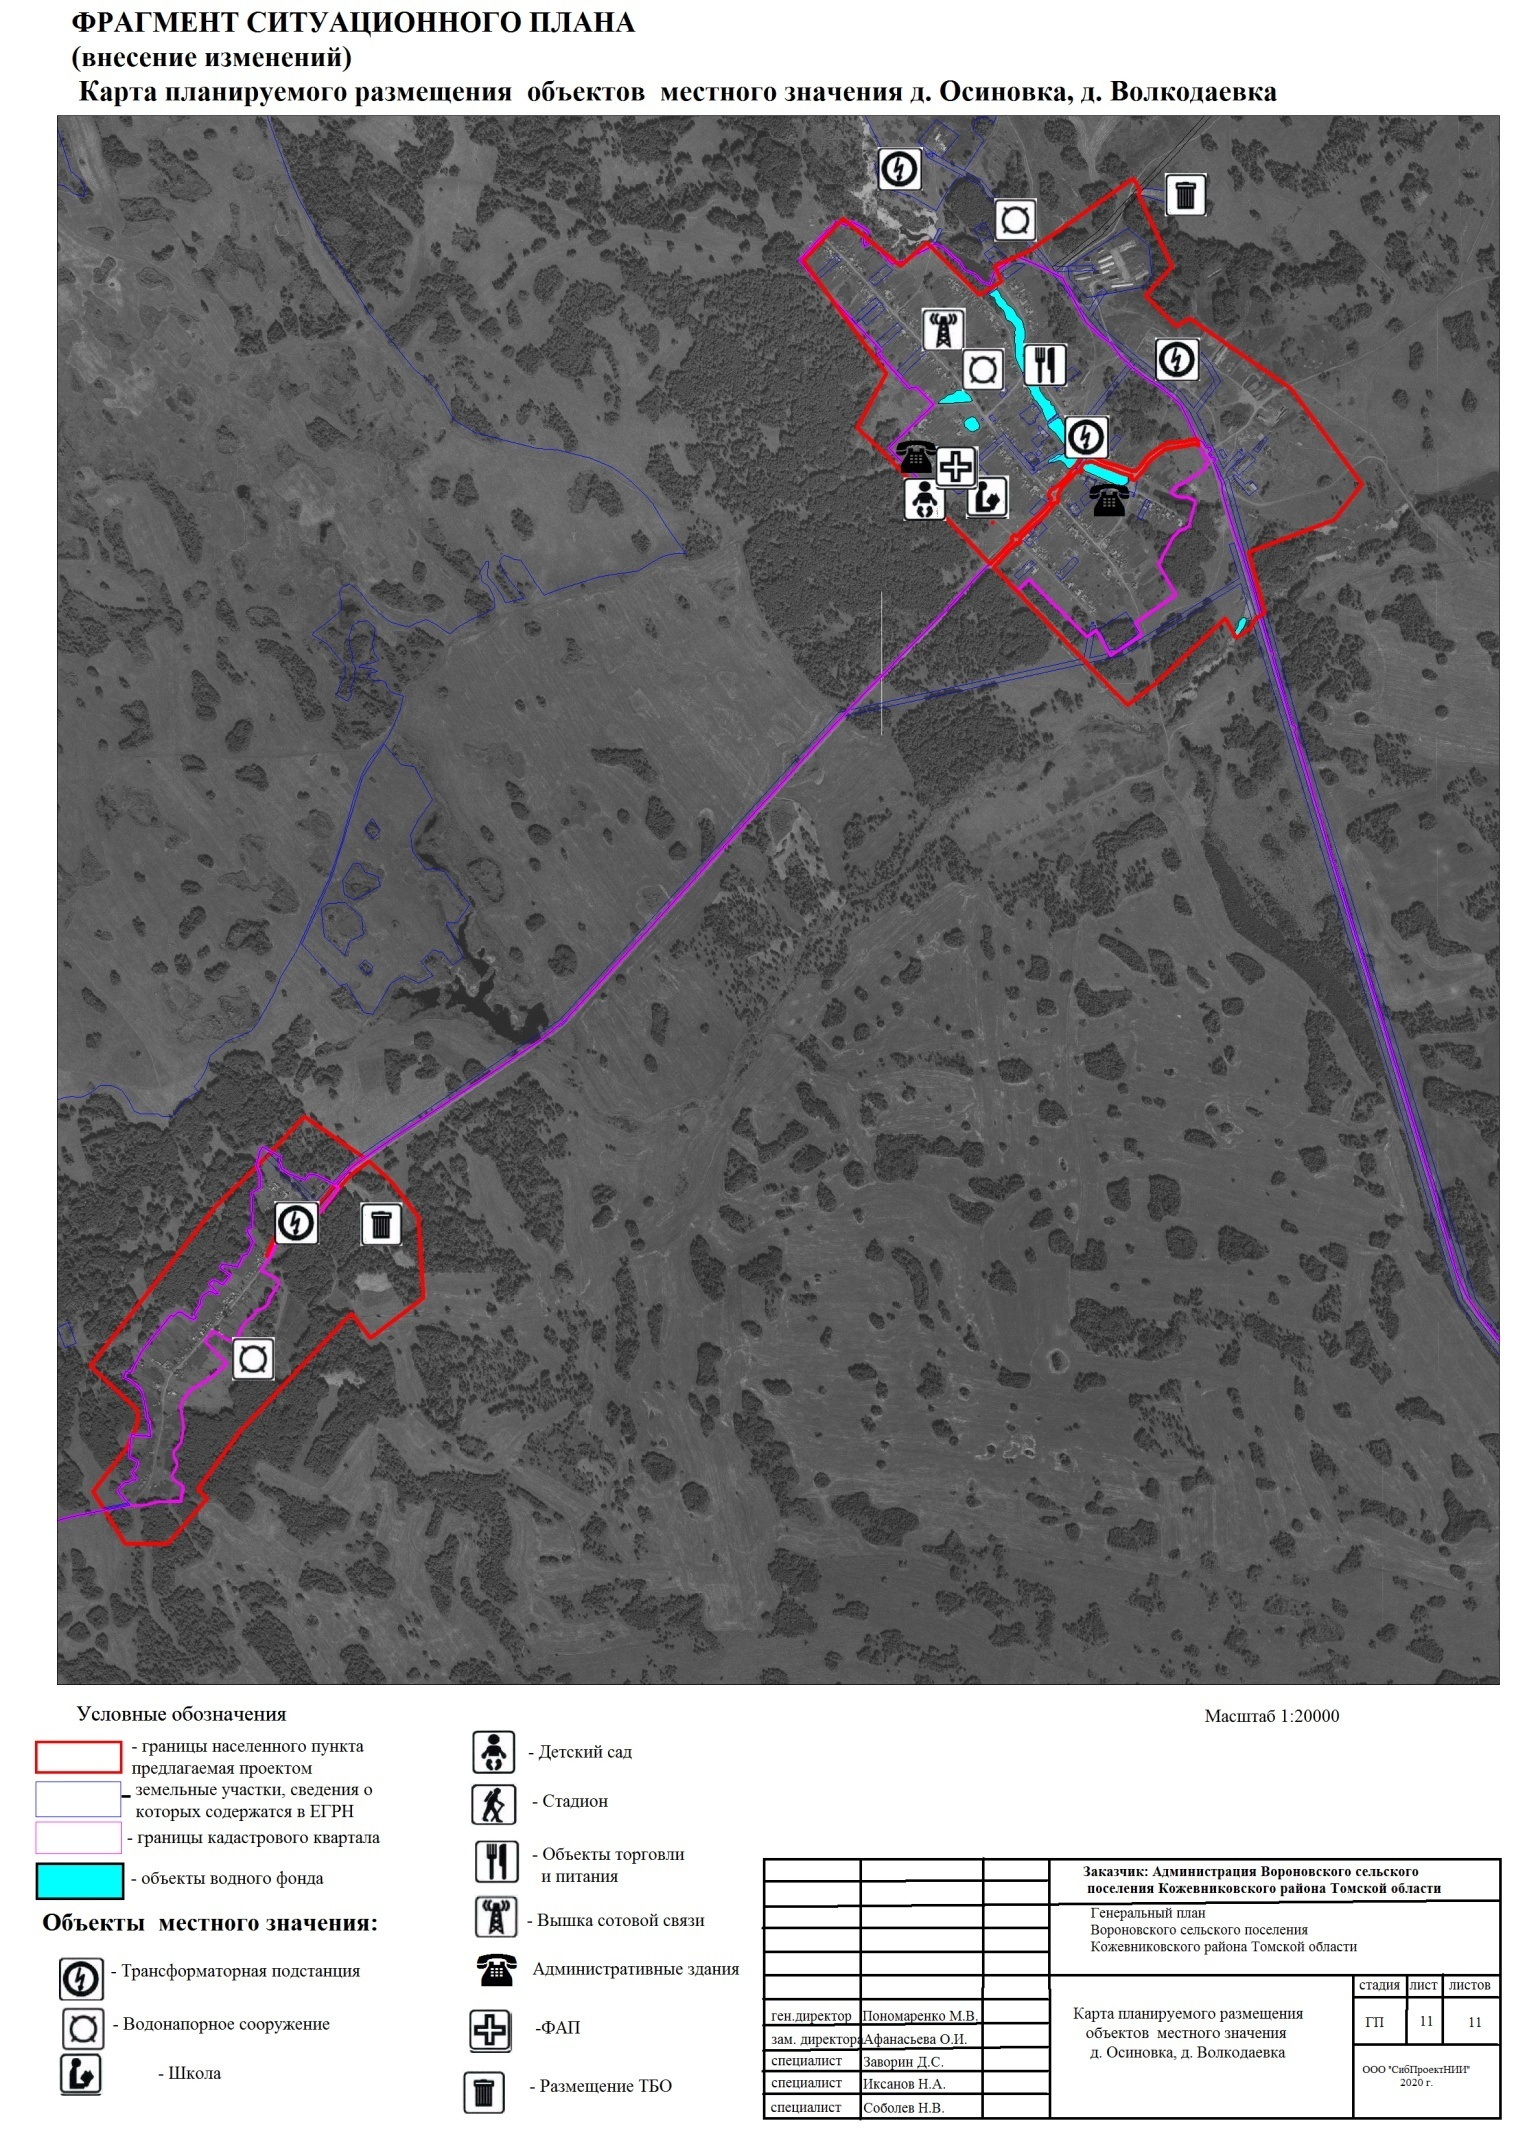 ФРАГМЕНТ СИТУАЦИОННОГО ПЛАНА
(внесение изменений)
Карта планируемого размещения объектов местного значения д. Осиновка, д. Волкодаевка
Условные обозначения
- границы населенного пункта
предлагаемая проектом
земельные участки, сведения о
которых содержатся в ЕГРН
- границы кадастрового квартала
- объекты водного фонда
Объекты местного значения:
- Трансформаторная подстанция
- Водонапорное сооружение
- Школа
- Детский сад
- Стадион
- Объекты торговли
и питания
- Вышка сотовой связи
Административные здания
-ФАП
- Размещение ТБО
Масштаб 1:20000
Заказчик: Администрация Вороновского сельского
поселения Кожевниковского района Томской области
Генеральный план
Вороновского сельского поселения
Кожевниковского района Томской области
стадия лист листов
ГП 11 11
Карта планируемого размещения
объектов местного значения
д. Осиновка, д. Волкодаевка
ООО "СибПроектНИИ"
2020 г.
ген.директор Пономаренко М.В.
зам. директора Афанасьева О.И.
специалист Заворин Д.С.
специалист Иксанов Н.А.
специалист Соболев Н.В.